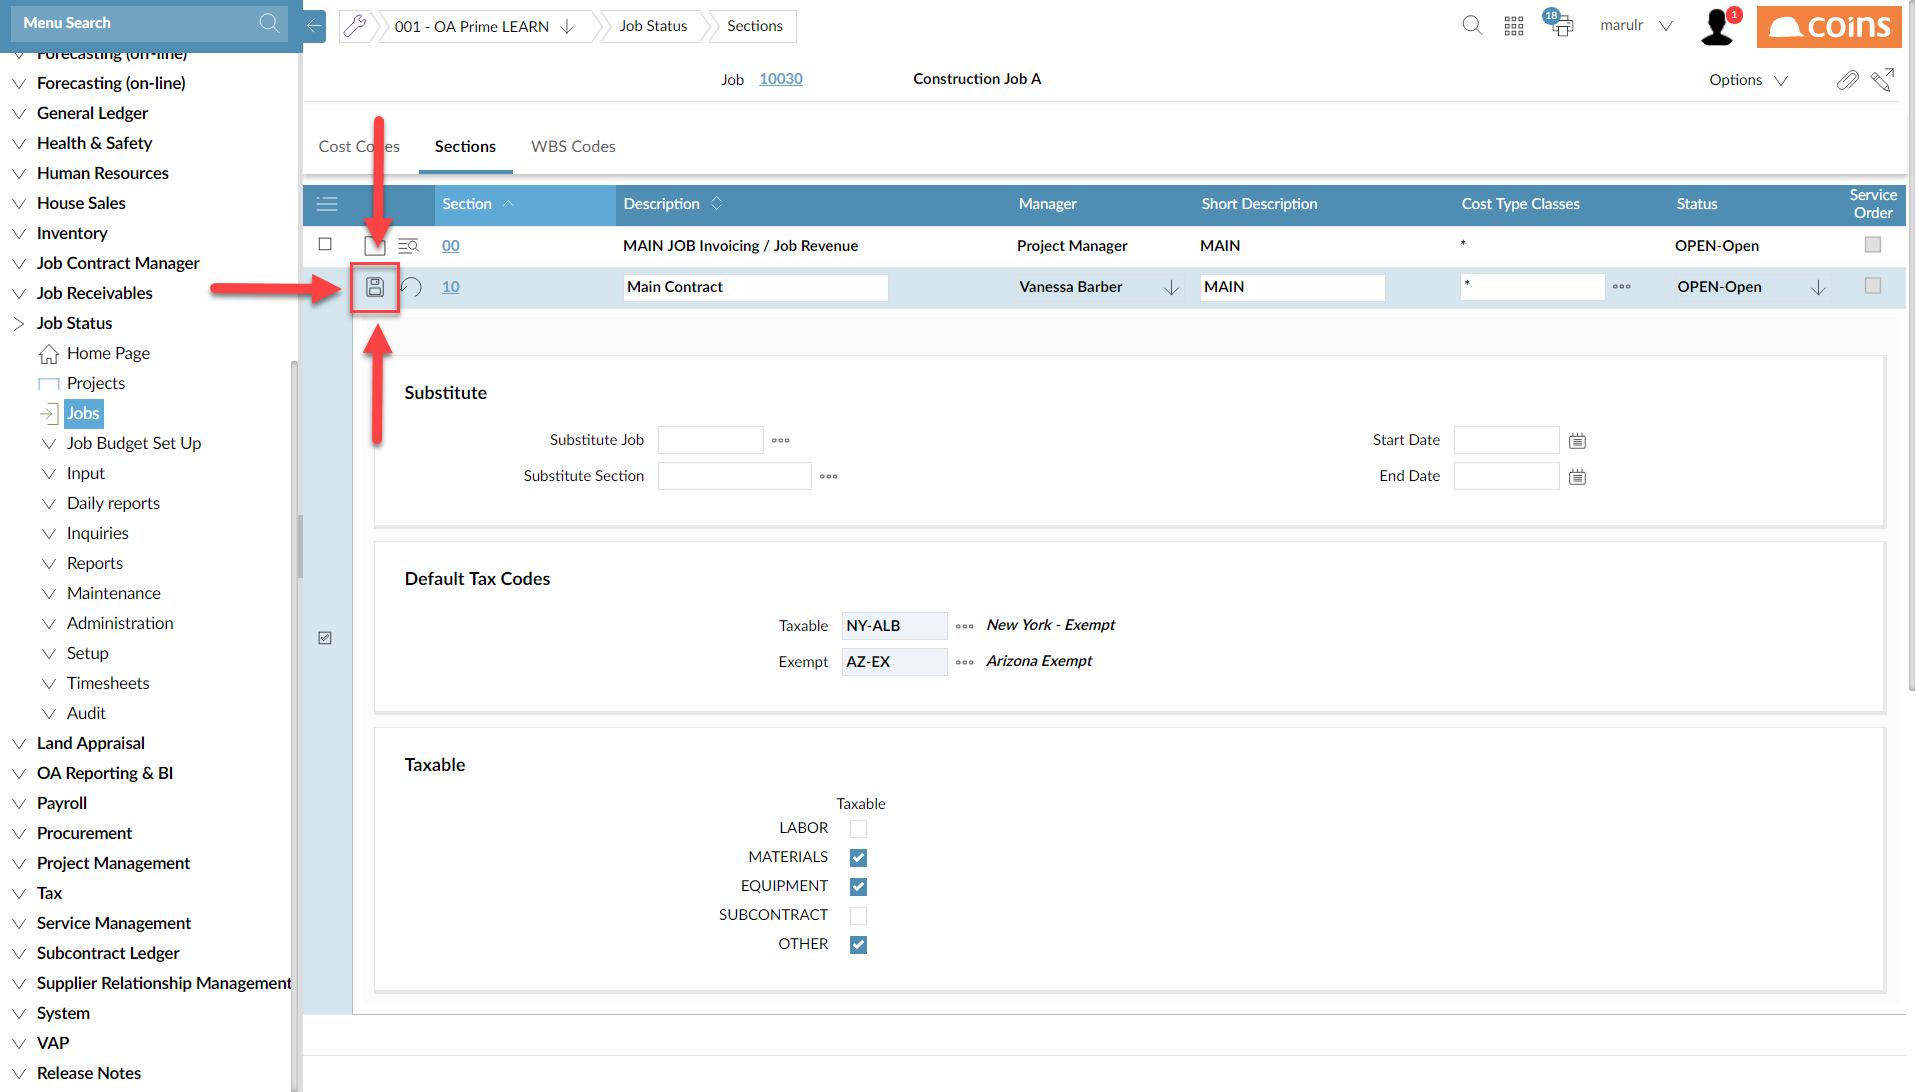 Menu Search
001 - OA Prime LEARN
Job Status
Sections
18
marulr
1
coins
Job 10030
Construction Job A
Options
Forecasting (off-line)
Forecasting (on-line)
General Ledger
Health & Safety
Human Resources
House Sales
Inventory
Job Contract Manager
Job Receivables
Job Status
Home Page
Projects
Jobs
Job Budget Set Up
Input
Daily reports
Inquiries
Reports
Maintenance
Administration
Setup
Timesheets
Audit
Land Appraisal
OA Reporting & BI
Payroll
Procurement
Project Management
Tax
Service Management
Subcontract Ledger
Supplier Relationship Management
System
VAP
Release Notes
Cost Codes Sections WBS Codes
Section Description Manager Short Description Cost Type Classes Status Service Order
00 MAIN JOB Invoicing / Job Revenue Project Manager MAIN * OPEN-Open
10 Main Contract Vanessa Barber MAIN * OPEN-Open
Substitute
Substitute Job
Start Date
Substitute Section
End Date
Default Tax Codes
Taxable NY-ALB New York - Exempt
Exempt AZ-EX Arizona Exempt
Taxable
Taxable
LABOR
MATERIALS
EQUIPMENT
SUBCONTRACT
OTHER